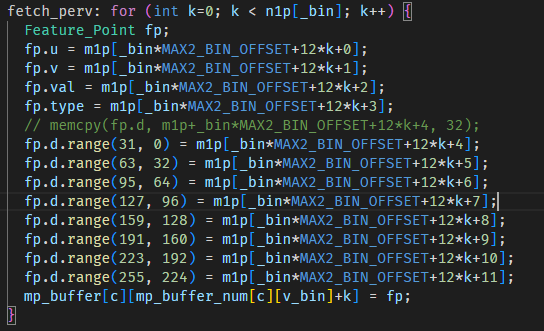 fetch_perv: for (int k=0; k < n1p[_bin]; k++) {
Feature_Point fp;
fp.u = m1p[_bin*MAX2_BIN_OFFSET+12*k+0];
fp.v = m1p[_bin*MAX2_BIN_OFFSET+12*k+1];
fp.val = m1p[_bin*MAX2_BIN_OFFSET+12*k+2];
fp.type = m1p[_bin*MAX2_BIN_OFFSET+12*k+3];
// memcpy(fp.d, m1p+_bin*MAX2_BIN_OFFSET+12*k+4, 32);
fp.d.range(31, 0) = m1p[_bin*MAX2_BIN_OFFSET+12*k+4];
fp.d.range(63, 32) = m1p[_bin*MAX2_BIN_OFFSET+12*k+5];
fp.d.range(95, 64) = m1p[_bin*MAX2_BIN_OFFSET+12*k+6];
fp.d.range(127, 96) = m1p[_bin*MAX2_BIN_OFFSET+12*k+7];
fp.d.range(159, 128) = m1p[_bin*MAX2_BIN_OFFSET+12*k+8];
fp.d.range(191, 160) = m1p[_bin*MAX2_BIN_OFFSET+12*k+9];
fp.d.range(223, 192) = m1p[_bin*MAX2_BIN_OFFSET+12*k+10];
fp.d.range(255, 224) = m1p[_bin*MAX2_BIN_OFFSET+12*k+11];
mp_buffer[c][mp_buffer_num[c][v_bin]+k] = fp;
}